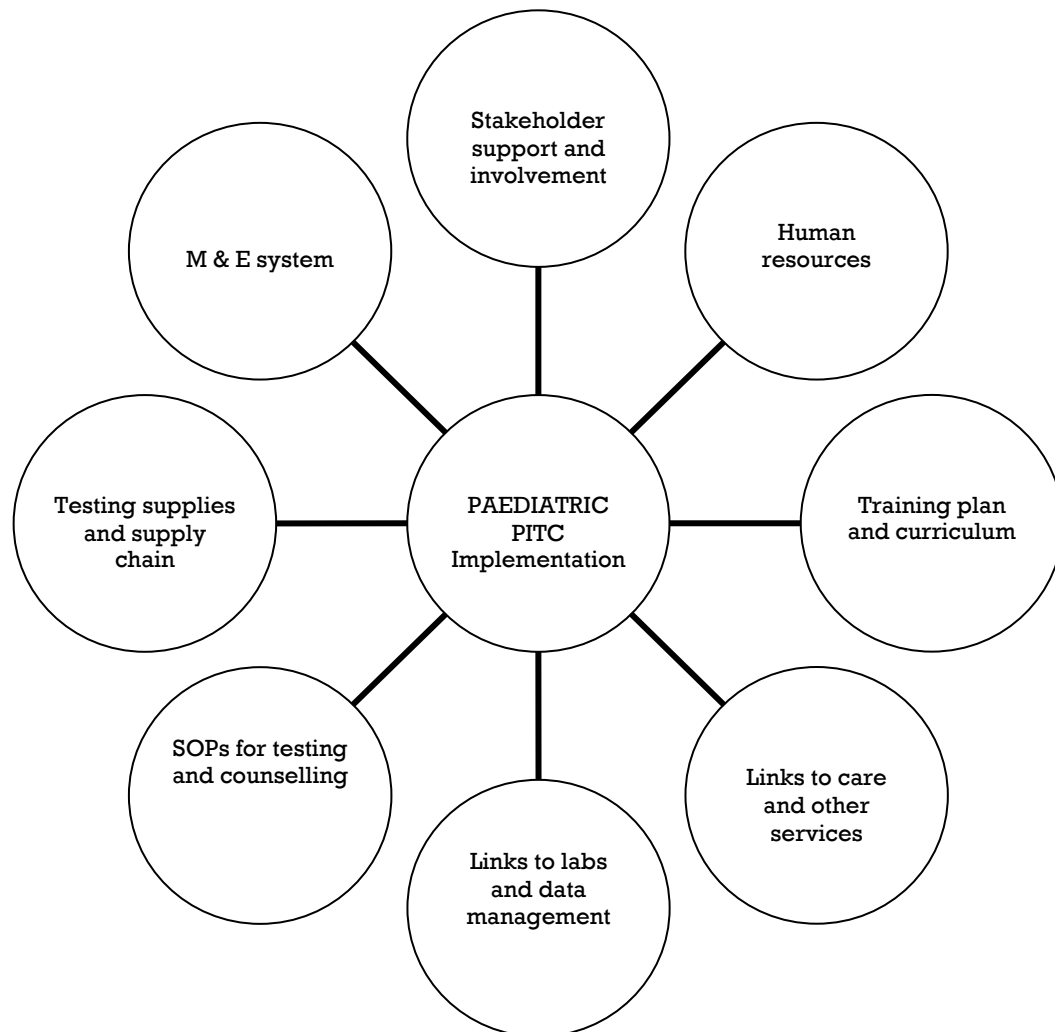 Stakeholder
support and
involvement
Human
resources
M & E system
Training plan
and curriculum
PAEDIATRIC
PITC
Implementation
Testing supplies
and supply
chain
SOPs for testing
and counselling
Links to care
and other
services
Links to labs
and data
management